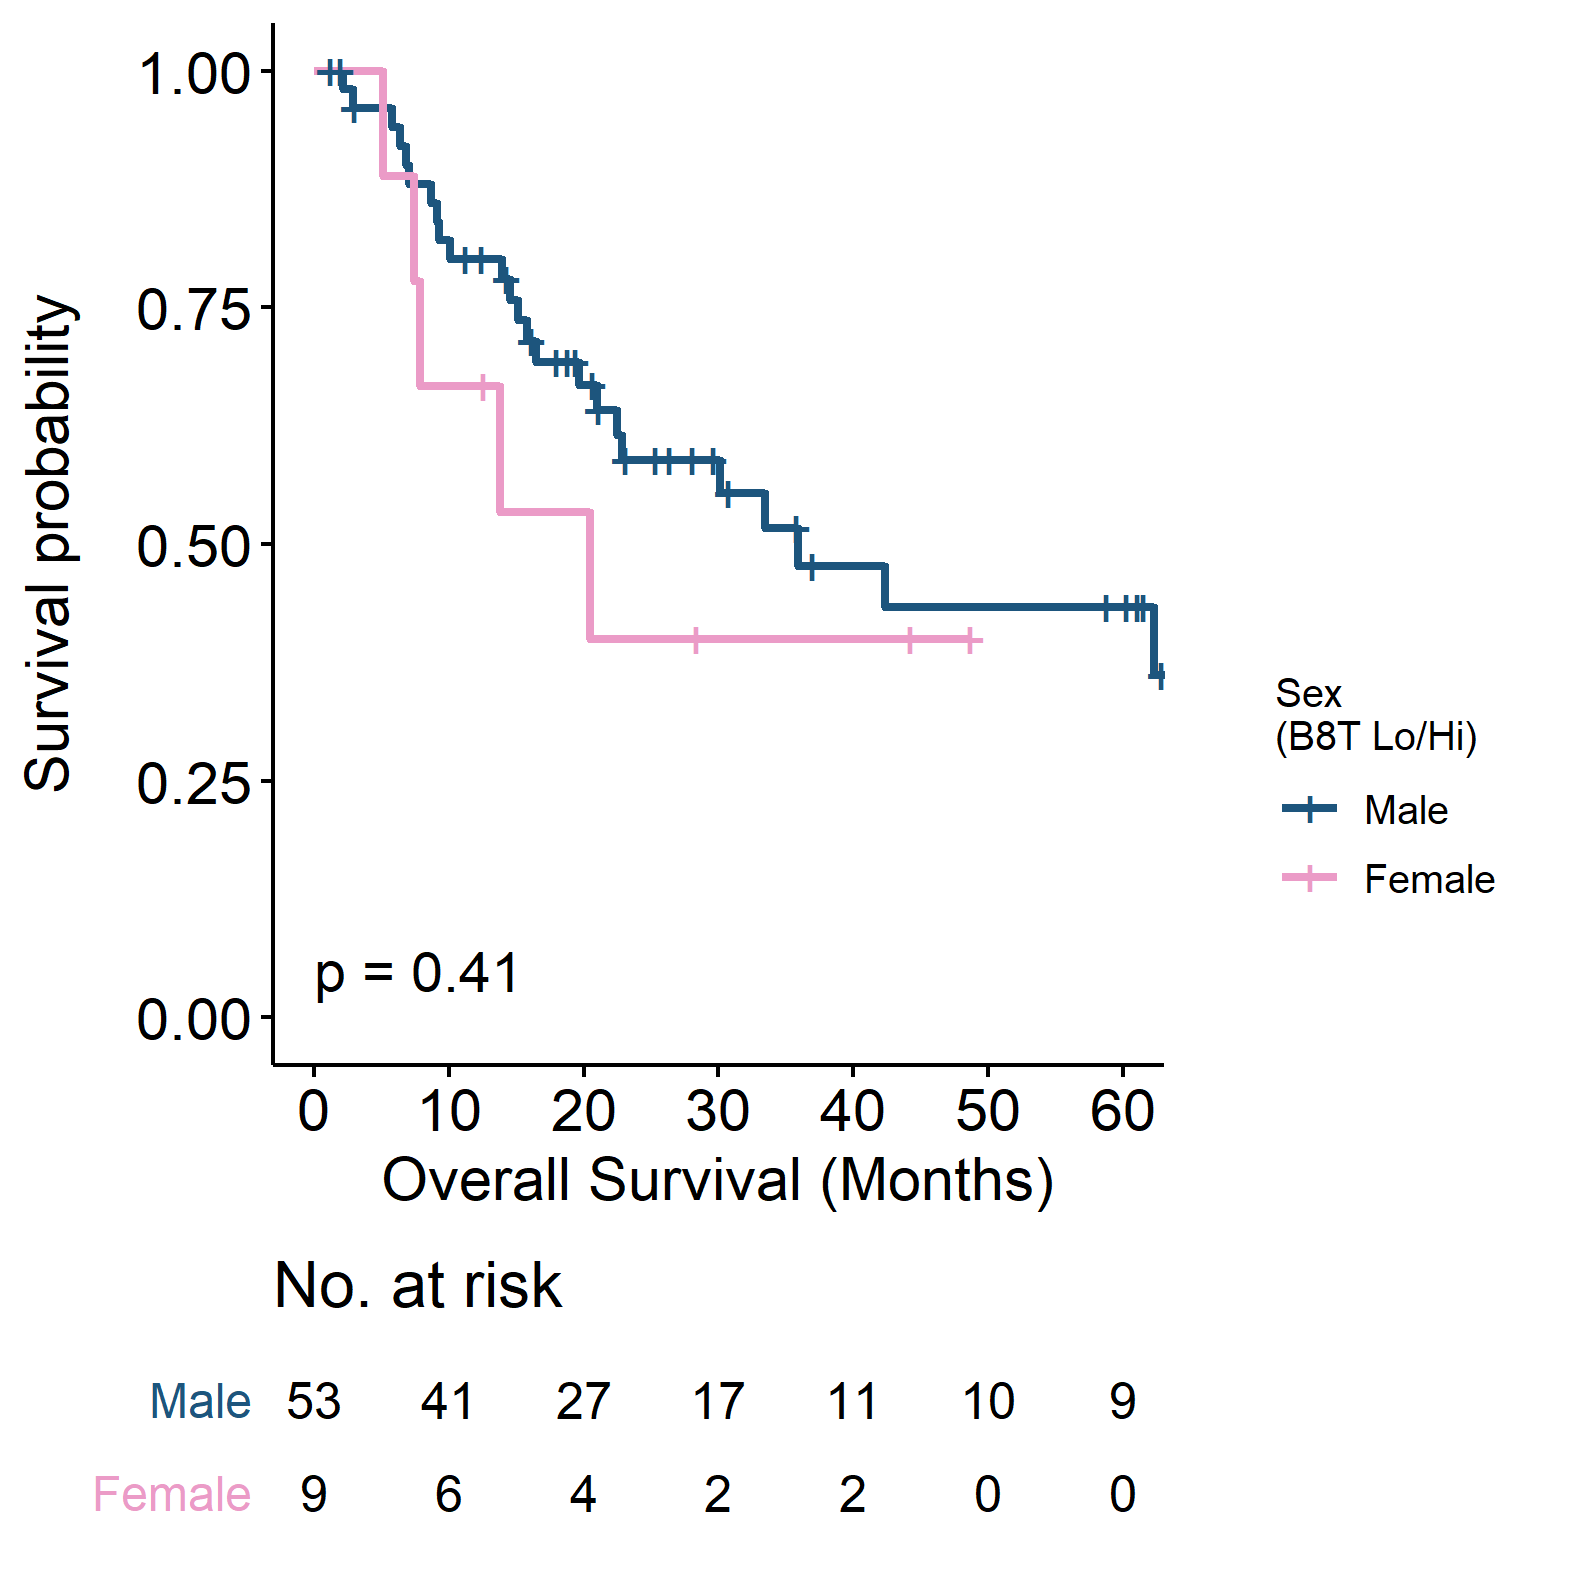 1.00
0.75
0.50
0.25
0.00
Survival probability
p = 0.41
0 10 20 30 40 50 60
Overall Survival (Months)
Sex
(B8T Lo/Hi)
Male
Female
No. at risk
Male 53 41 27 17 11 10 9
Female 9 6 4 2 2 0 0